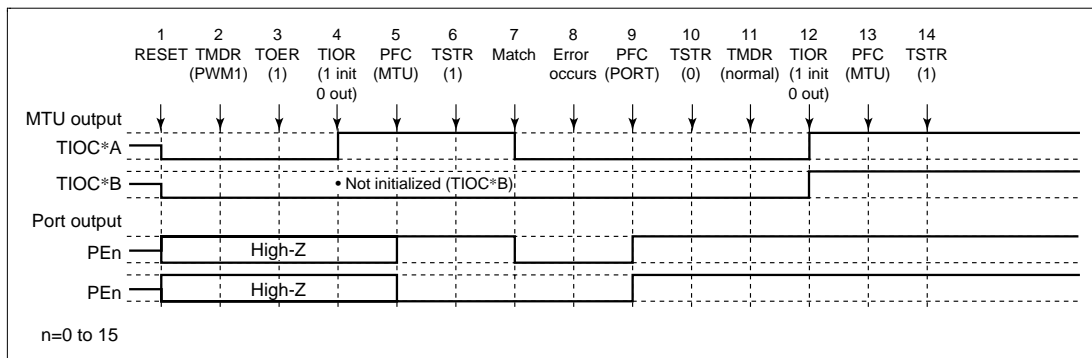 1 2 3 4 5 6 7 8 9 10 11 12 13 14
RESET TMDR TOER TIOR PFC TSTR Match Error PFC TSTR TMDR TIOR PFC TSTR
(PWM1) (1) (1 init (MTU) (1) occurs (PORT) (0) (normal) (1 init (MTU) (1)
0 out) 0 out)
MTU output
TIOC*A
TIOC*B • Not initialized (TIOC*B)
Port output
PEn High-Z
PEn High-Z
n=0 to 15